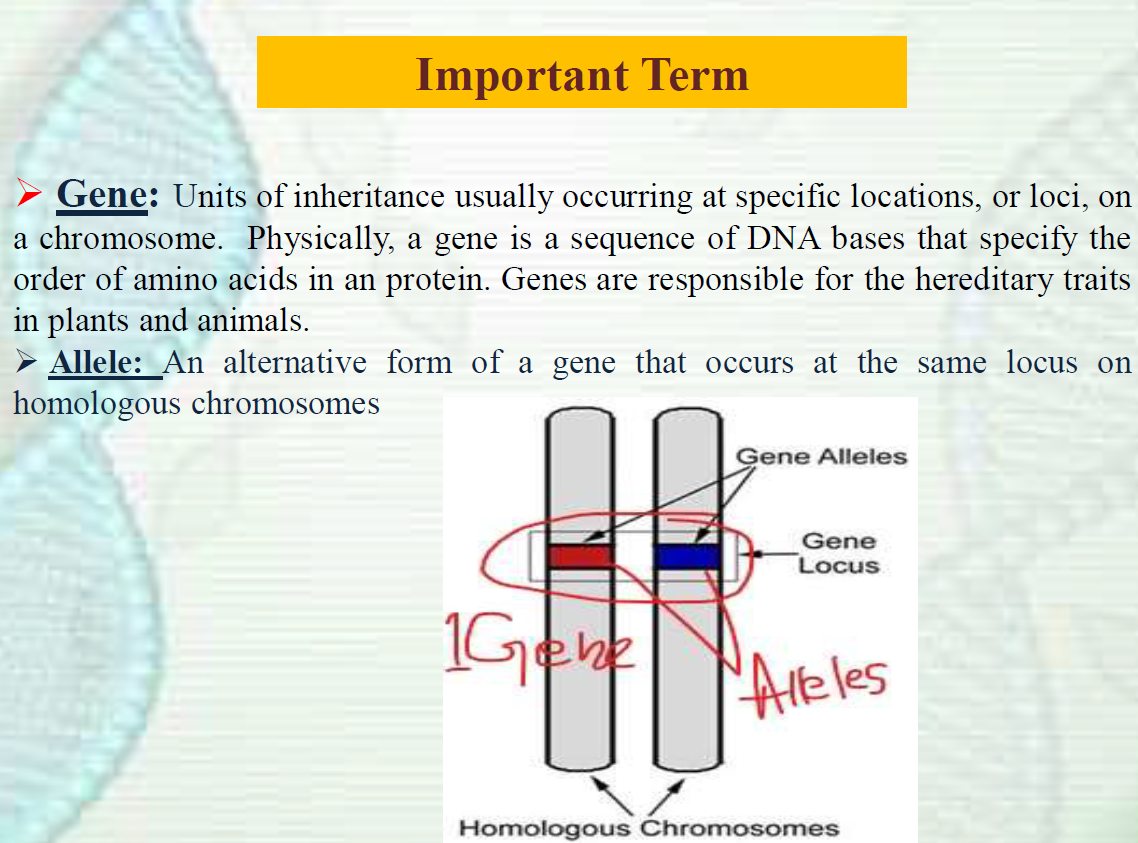 Important Term
➢ Gene: Units of inheritance usually occurring at specific locations, or loci, on
a chromosome. Physically, a gene is a sequence of DNA bases that specify the
order of amino acids in an protein. Genes are responsible for the hereditary traits
in plants and animals.
➢ Allele: An alternative form of a gene that occurs at the same locus on
homologous chromosomes
Gene Alleles
Gene
Locus
1Gene
Alleles
Homologous Chromosomes